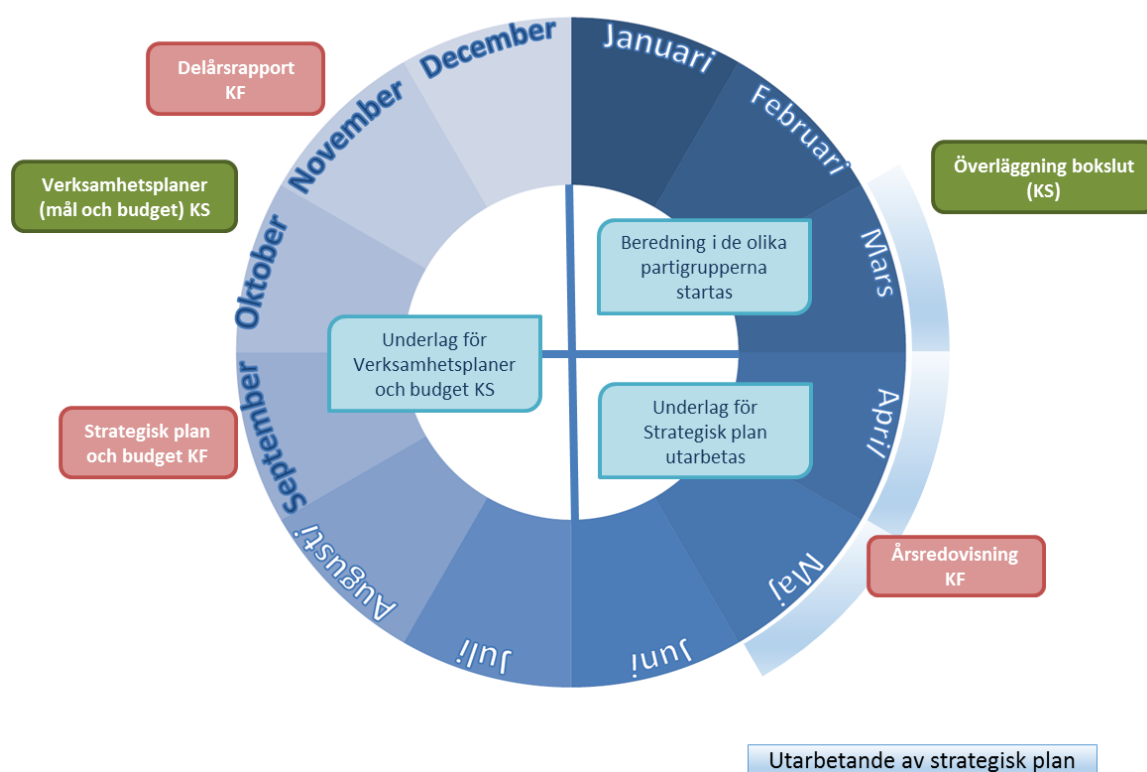 Januari
Februari
Mars
April
Maj
Juni
Juli
Augusti
September
Oktober
November
December
Delårsrapport
KF
Verksamhetsplaner
(mål och budget) KS
Strategisk plan
och budget KF
Överläggning bokslut
(KS)
Årsredovisning
KF
Beredning i de olika
partigrupperna
startas
Underlag för
Verksamhetsplaner
och budget KS
Underlag för
Strategisk plan
utarbetas
Utarbetande av strategisk plan